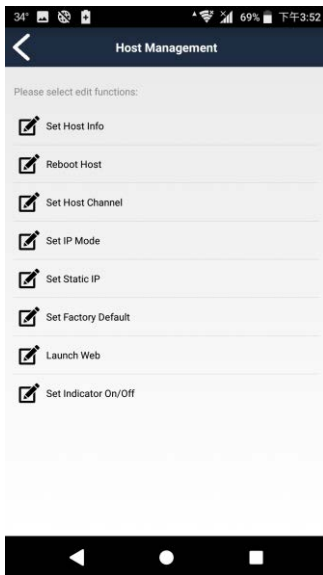 34° 69% 下午3:52
Host Management
Please select edit functions:
Set Host Info
Reboot Host
Set Host Channel
Set IP Mode
Set Static IP
Set Factory Default
Launch Web
Set Indicator On/Off